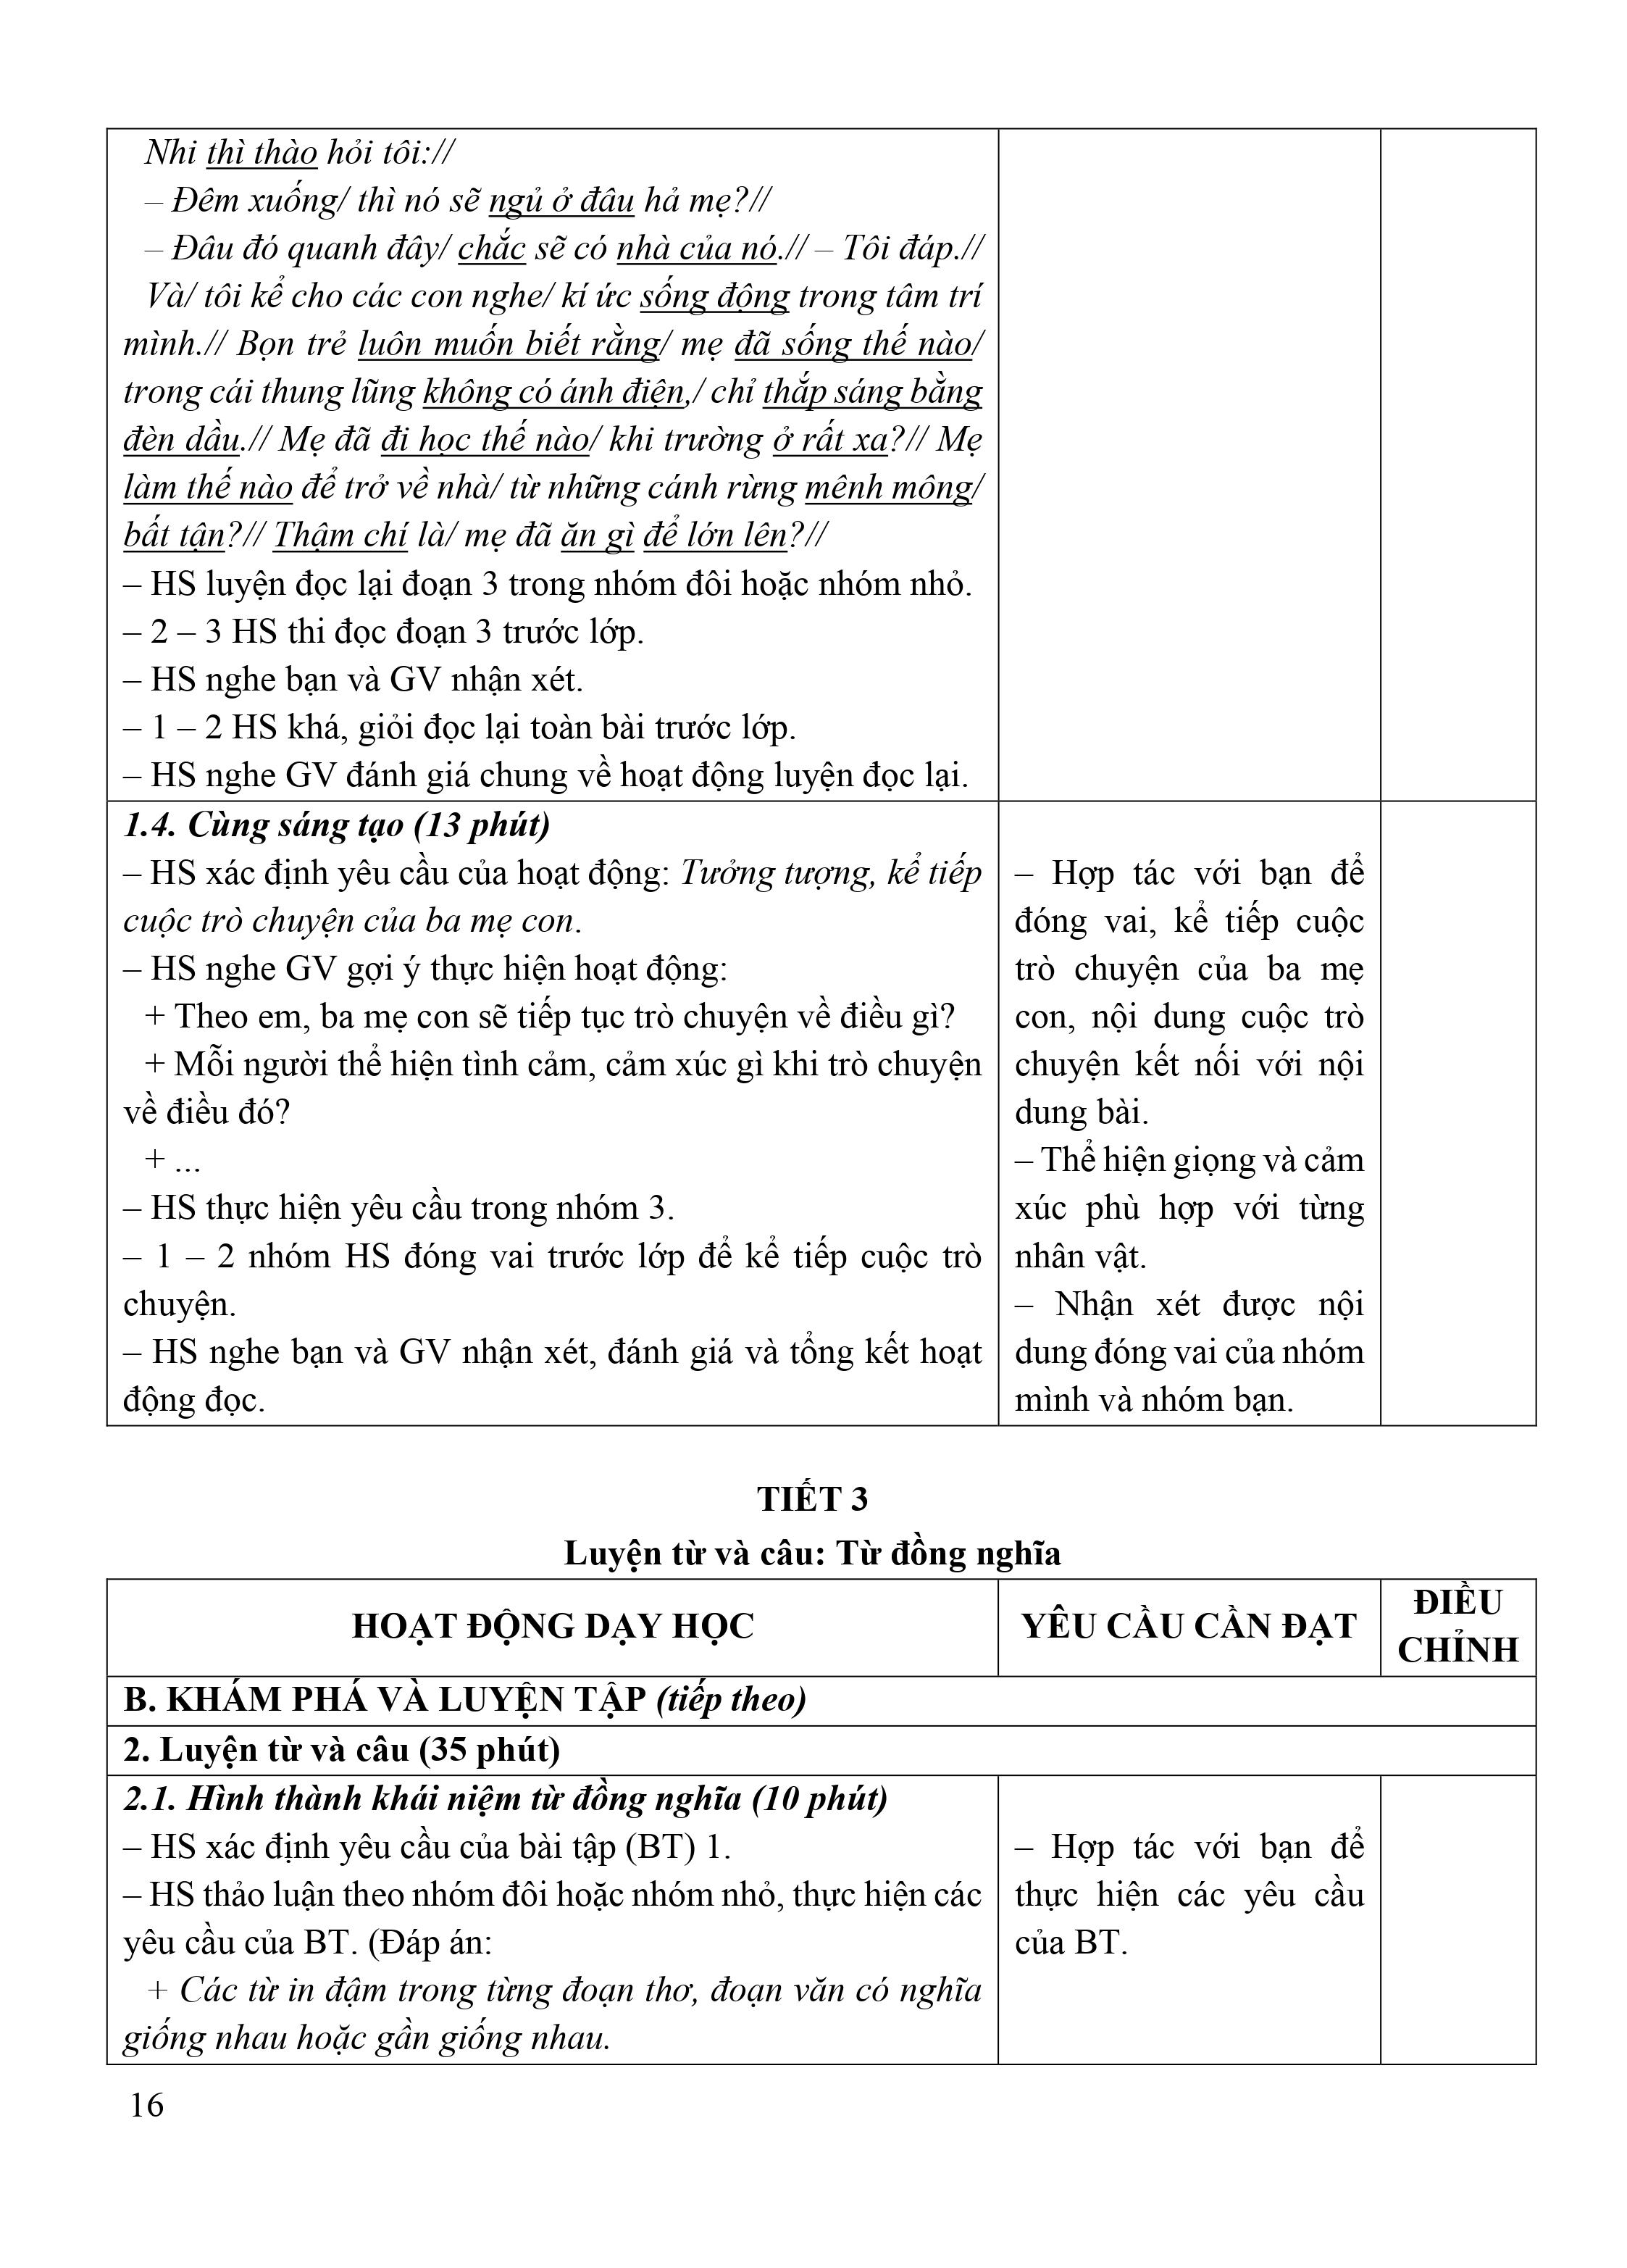 Nhi thì thào hỏi tôi://
– Đêm xuống/ thì nó sẽ ngủ ở đâu hả mẹ?//
– Đâu đó quanh đây/ chắc sẽ có nhà của nó.// – Tôi đáp.//
Và/ tôi kể cho các con nghe/ kí ức sống động trong tâm trí
mình.// Bọn trẻ luôn muốn biết rằng/ mẹ đã sống thế nào/
trong cái thung lũng không có ánh điện,/ chỉ thắp sáng bằng
đèn dầu.// Mẹ đã đi học thế nào/ khi trường ở rất xa?// Mẹ
làm thế nào để trở về nhà/ từ những cánh rừng mênh mông/
bất tận?// Thậm chí là/ mẹ đã ăn gì để lớn lên?//
– HS luyện đọc lại đoạn 3 trong nhóm đôi hoặc nhóm nhỏ.
– 2 – 3 HS thi đọc đoạn 3 trước lớp.
– HS nghe bạn và GV nhận xét.
– 1 – 2 HS khá, giỏi đọc lại toàn bài trước lớp.
– HS nghe GV đánh giá chung về hoạt động luyện đọc lại.
1.4. Cùng sáng tạo (13 phút)
– HS xác định yêu cầu của hoạt động: Tưởng tượng, kể tiếp
cuộc trò chuyện của ba mẹ con.
– HS nghe GV gợi ý thực hiện hoạt động:
+ Theo em, ba mẹ con sẽ tiếp tục trò chuyện về điều gì?
+ Mỗi người thể hiện tình cảm, cảm xúc gì khi trò chuyện
về điều đó?
+ ...
– HS thực hiện yêu cầu trong nhóm 3.
– 1 – 2 nhóm HS đóng vai trước lớp để kể tiếp cuộc trò
chuyện.
– HS nghe bạn và GV nhận xét, đánh giá và tổng kết hoạt
động đọc.
– Hợp tác với bạn để
đóng vai, kể tiếp cuộc
trò chuyện của ba mẹ
con, nội dung cuộc trò
chuyện kết nối với nội
dung bài.
– Thể hiện giọng và cảm
xúc phù hợp với từng
nhân vật.
– Nhận xét được nội
dung đóng vai của nhóm
mình và nhóm bạn.
TIẾT 3
Luyện từ và câu: Từ đồng nghĩa
HOẠT ĐỘNG DẠY HỌC
YÊU CẦU CẦN ĐẠT
ĐIỀU
CHỈNH
B. KHÁM PHÁ VÀ LUYỆN TẬP (tiếp theo)
2. Luyện từ và câu (35 phút)
2.1. Hình thành khái niệm từ đồng nghĩa (10 phút)
– HS xác định yêu cầu của bài tập (BT) 1.
– HS thảo luận theo nhóm đôi hoặc nhóm nhỏ, thực hiện các
yêu cầu của BT. (Đáp án:
+ Các từ in đậm trong từng đoạn thơ, đoạn văn có nghĩa
giống nhau hoặc gần giống nhau.
– Hợp tác với bạn để
thực hiện các yêu cầu
của BT.
16